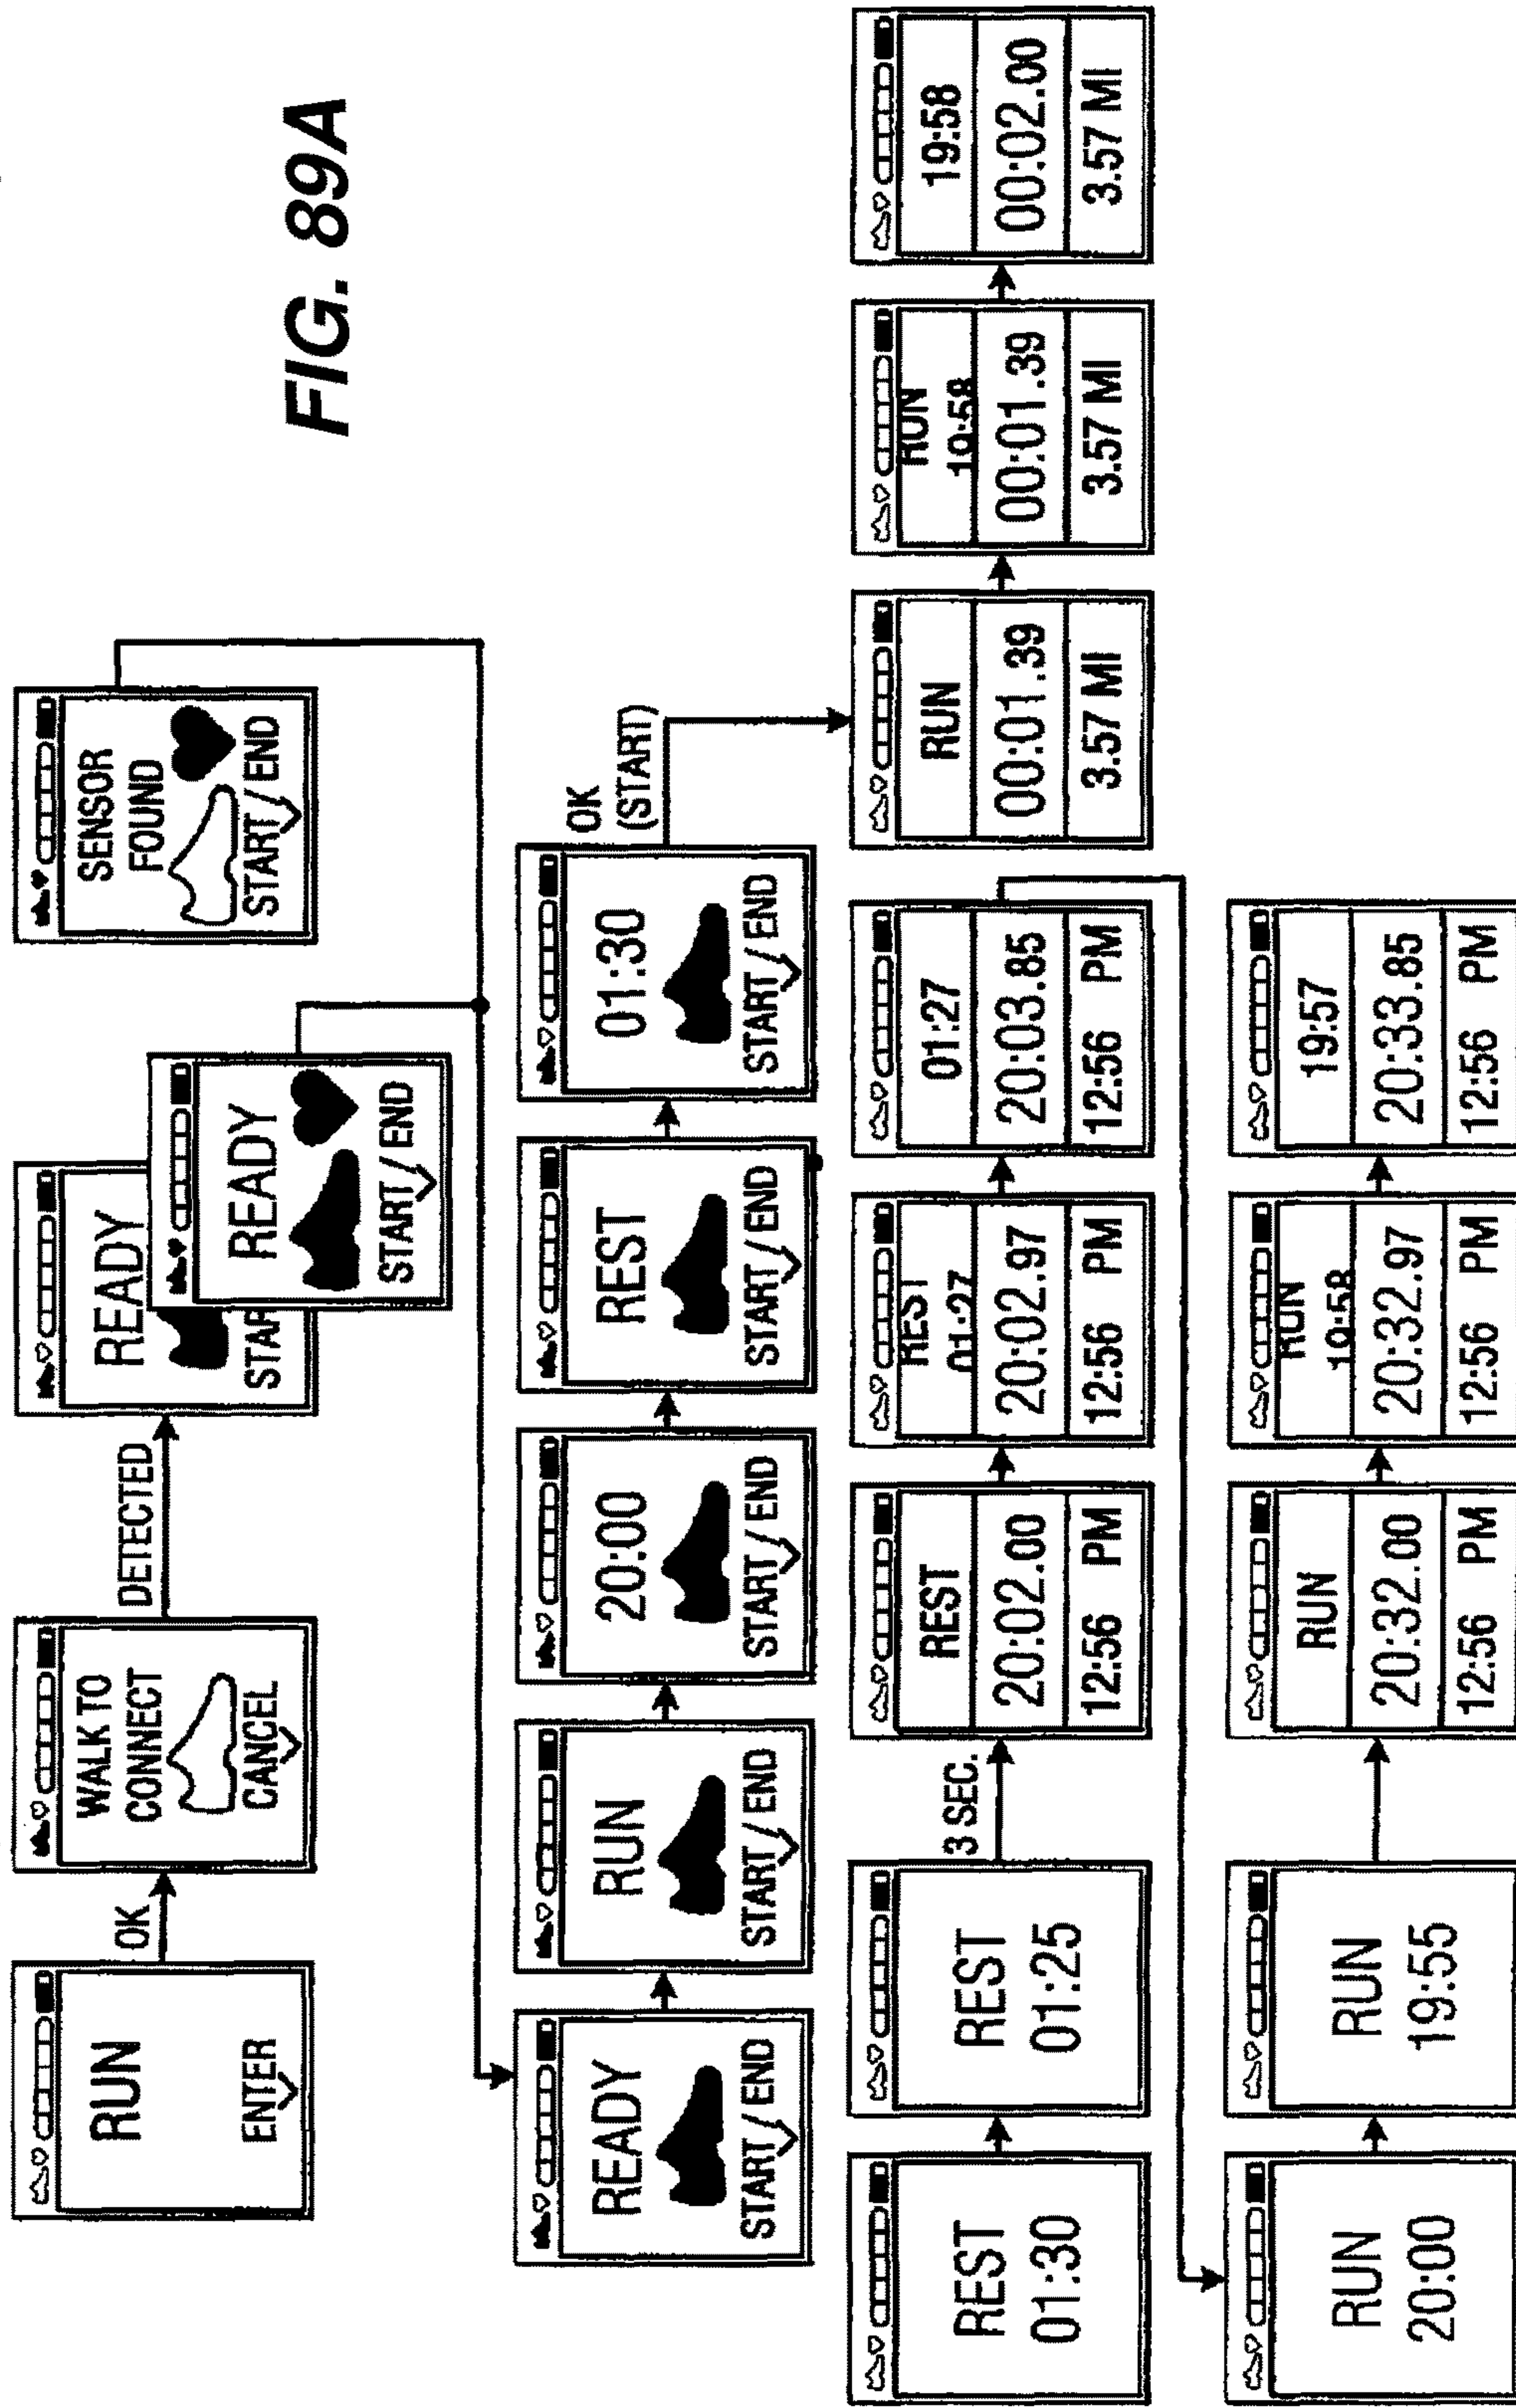 FIG. 89A
RUN
ENTER
OK
WALK TO
CONNECT
CANCEL
DETECTED
READY
STAR
READY
START / END
SENSOR
FOUND
START / END
READY
START / END
RUN
START / END
20:00
START / END
REST
START / END
01:30
START / END
OK
(START)
RUN
00:01.39
3.57 MI
RUN
19:58
00:01.39
3.57 MI
19:58
00:02.00
3.57 MI
REST
01:30
REST
01:25
3 SEC.
REST
20:02.00
12:56 PM
REST
01:27
20:02.97
12:56 PM
01:27
20:03.85
12:56 PM
RUN
20:00
RUN
19:55
RUN
20:32.00
12:56 PM
RUN
19:58
20:32.97
12:56 PM
19:57
20:33.85
12:56 PM